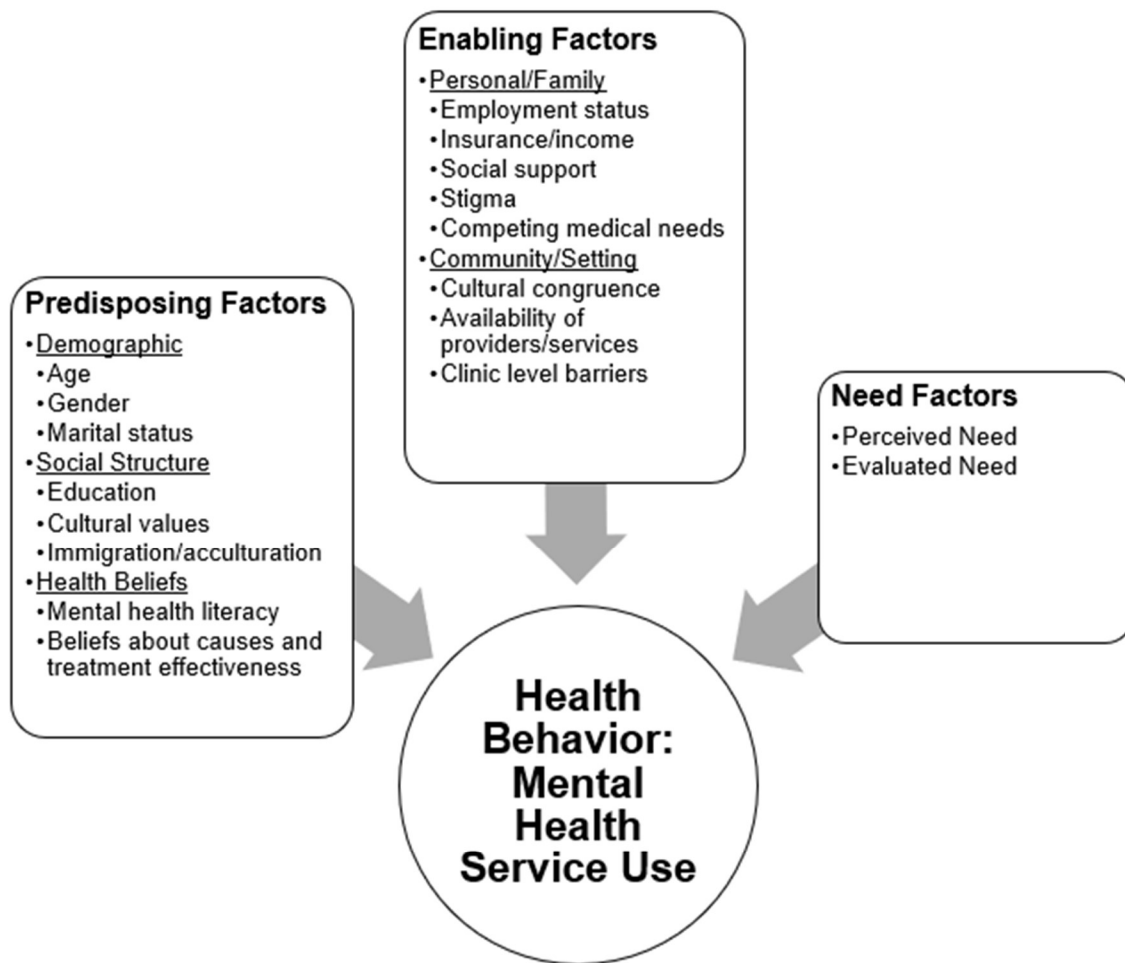 Enabling Factors
•Personal/Family
•Employment status
•Insurance/income
•Social support
•Stigma
•Competing medical needs
•Community/Setting
•Cultural congruence
•Availability of
providers/services
•Clinic level barriers
Predisposing Factors
•Demographic
•Age
•Gender
•Marital status
•Social Structure
•Education
•Cultural values
•Immigration/acculturation
•Health Beliefs
•Mental health literacy
•Beliefs about causes and
treatment effectiveness
Need Factors
•Perceived Need
•Evaluated Need
Health
Behavior:
Mental
Health
Service Use